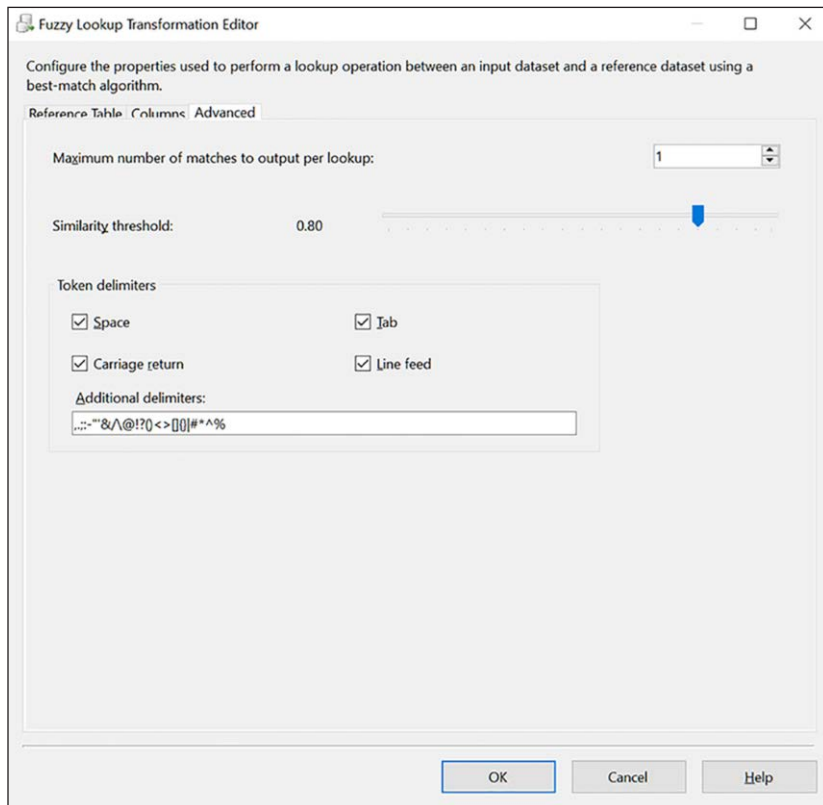 Fuzzy Lookup Transformation Editor
Configure the properties used to perform a lookup operation between an input dataset and a reference dataset using a
best-match algorithm.
Reference Table Columns Advanced
Maximum number of matches to output per lookup: 1
Similarity threshold: 0.80
Token delimiters
Space Tab
Carriage return Line feed
Additional delimiters:
,.;:-"'&/\@!?()<>[]{}|#*^%
OK Cancel Help